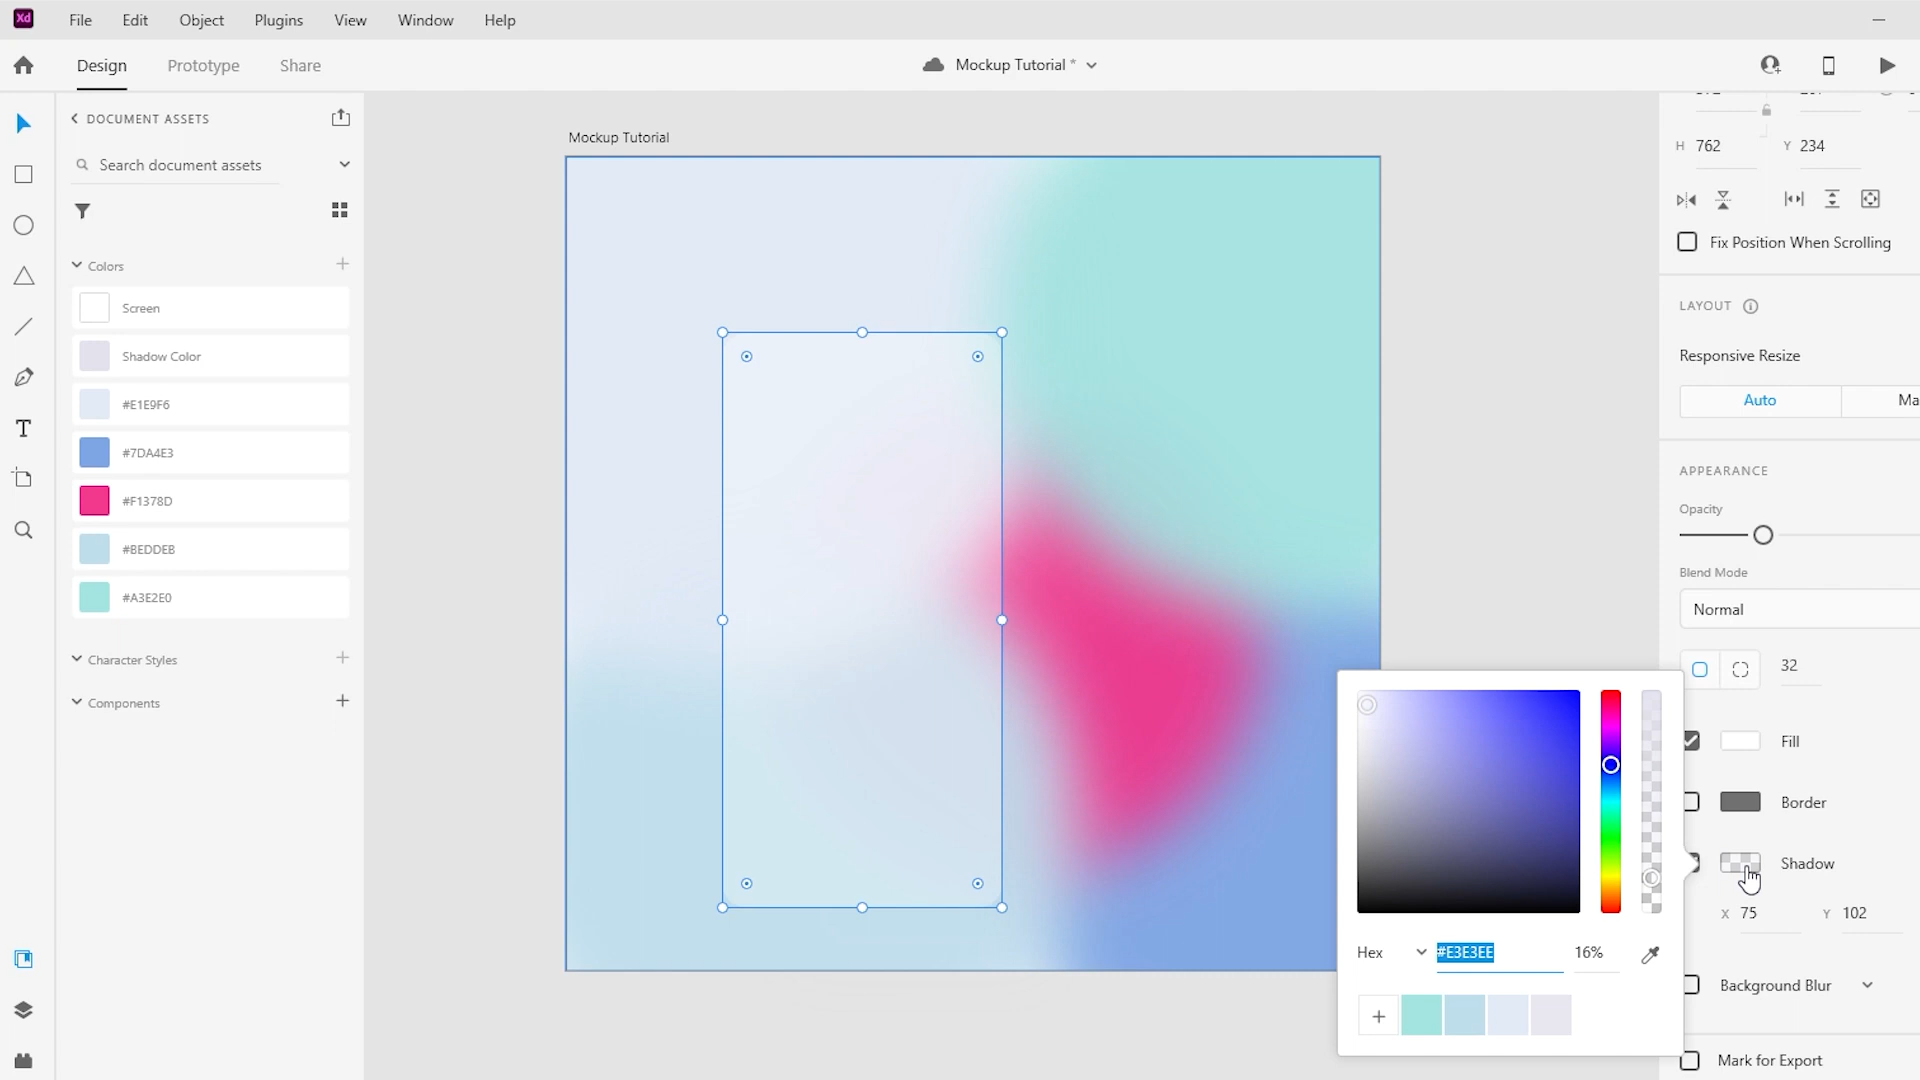 Xd File Edit Object Plugins View Window Help
Design Prototype Share Mockup Tutorial *
DOCUMENT ASSETS
Search document assets
Colors
Screen
Shadow Color
#E1E9F6
#7DA4E3
#F1378D
#BEDDEB
#A3E2E0
Character Styles
Components
Mockup Tutorial
H 762 Y 234
Fix Position When Scrolling
LAYOUT
Responsive Resize
Auto Ma
APPEARANCE
Opacity
Blend Mode
Normal
32
Fill
Border
Shadow
X 75 Y 102
Background Blur
Mark for Export
Hex #E3E3EE 16%